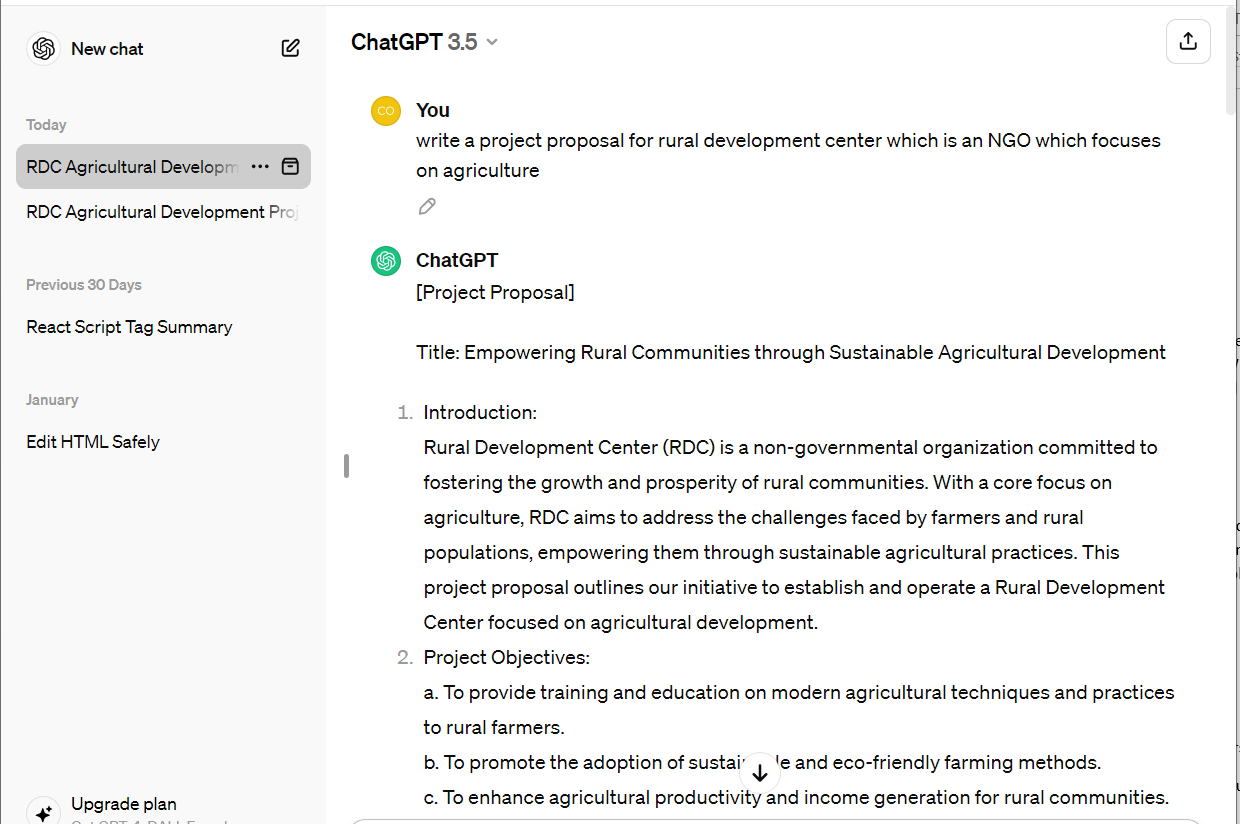 New chat
Today
RDC Agricultural Developm
RDC Agricultural Development Proj
Previous 30 Days
React Script Tag Summary
January
Edit HTML Safely
Upgrade plan
ChatGPT 3.5
CO
You
write a project proposal for rural development center which is an NGO which focuses
on agriculture
ChatGPT
[Project Proposal]
Title: Empowering Rural Communities through Sustainable Agricultural Development
1. Introduction:
Rural Development Center (RDC) is a non-governmental organization committed to
fostering the growth and prosperity of rural communities. With a core focus on
agriculture, RDC aims to address the challenges faced by farmers and rural
populations, empowering them through sustainable agricultural practices. This
project proposal outlines our initiative to establish and operate a Rural Development
Center focused on agricultural development.
2. Project Objectives:
a. To provide training and education on modern agricultural techniques and practices
to rural farmers.
b. To promote the adoption of and eco-friendly farming methods.
c. To enhance agricultural productivity and income generation for rural communities.